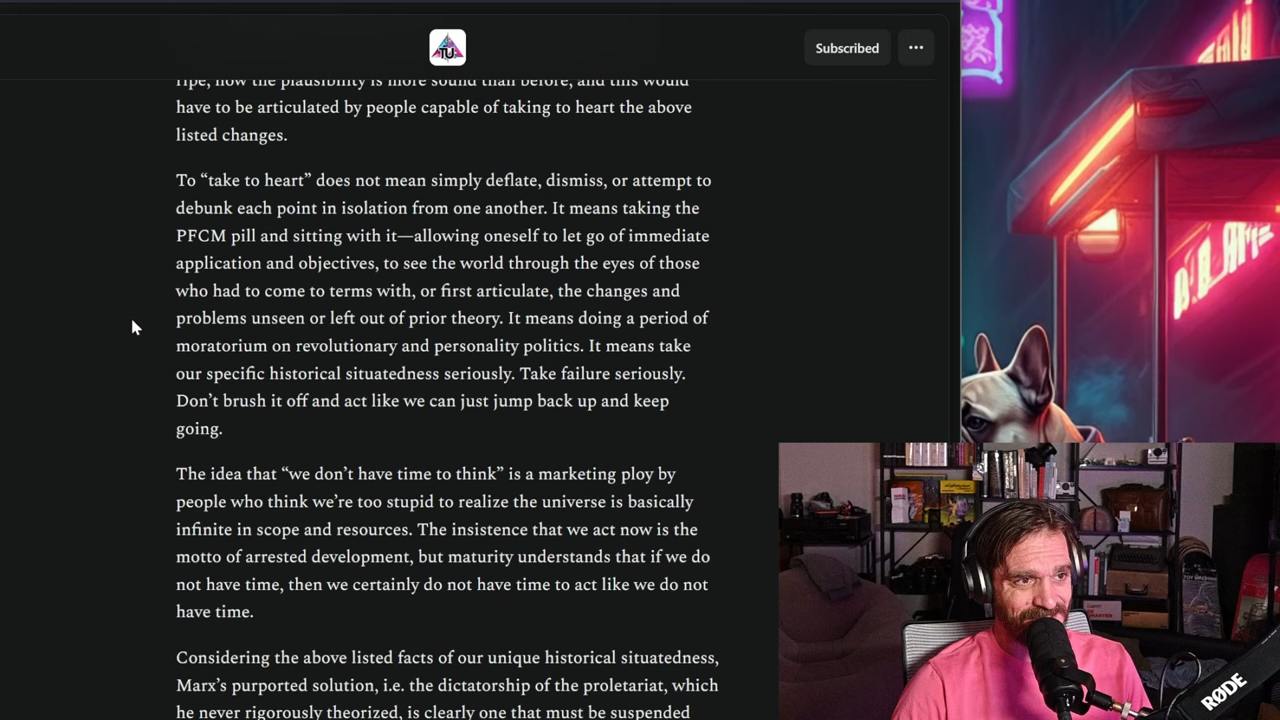 Subscribed
TU
ripe, now the plausibility is more sound than before, and this would
have to be articulated by people capable of taking to heart the above
listed changes.
To “take to heart” does not mean simply deflate, dismiss, or attempt to
debunk each point in isolation from one another. It means taking the
PFCM pill and sitting with it—allowing oneself to let go of immediate
application and objectives, to see the world through the eyes of those
who had to come to terms with, or first articulate, the changes and
problems unseen or left out of prior theory. It means doing a period of
moratorium on revolutionary and personality politics. It means take
our specific historical situatedness seriously. Take failure seriously.
Don’t brush it off and act like we can just jump back up and keep
going.
The idea that “we don’t have time to think” is a marketing ploy by
people who think we’re too stupid to realize the universe is basically
infinite in scope and resources. The insistence that we act now is the
motto of arrested development, but maturity understands that if we do
not have time, then we certainly do not have time to act like we do not
have time.
Considering the above listed facts of our unique historical situatedness,
Marx’s purported solution, i.e. the dictatorship of the proletariat, which
he never rigorously theorized, is clearly one that must be suspended
RØDE